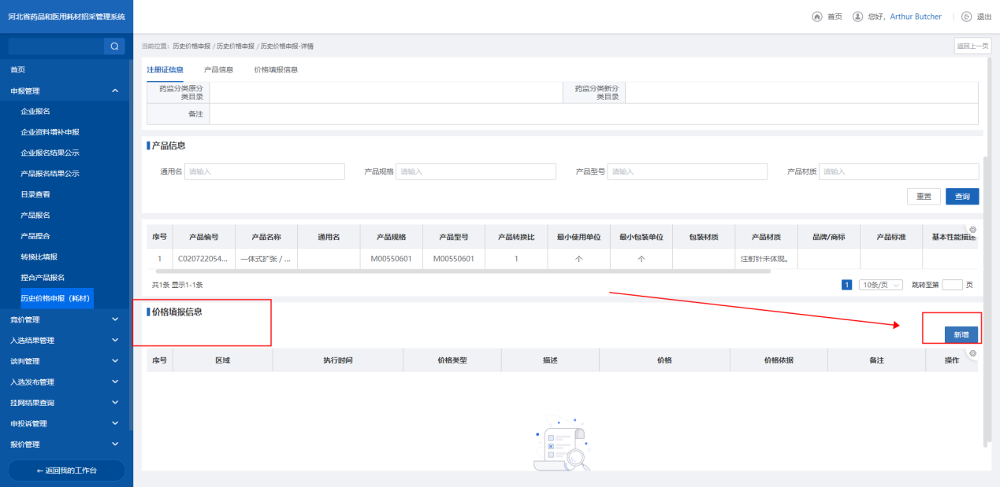 河北省药品和医用耗材招采管理系统
首页 您好，Arthur Butcher 退出
当前位置：历史价格申报 / 历史价格申报 / 历史价格申报-详情 返回上一页
首页
申报管理
企业报名
企业资料增补申报
企业报名结果公示
产品报名结果公示
目录查看
产品报名
产品捏合
转换比填报
捏合产品报名
历史价格申报（耗材）
竞价管理
入选结果管理
谈判管理
入选发布管理
挂网结果查询
申投诉管理
报价管理
← 返回我的工作台
注册证信息 产品信息 价格填报信息
药监分类原分类目录 药监分类新分类目录
备注
产品信息
通用名 请输入 产品规格 请输入 产品型号 请输入 产品材质 请输入
重置 查询
序号 产品编号 产品名称 通用名 产品规格 产品型号 产品转换比 最小使用单位 最小包装单位 包装材质 产品材质 品牌/商标 产品标准 基本性能描述
1 C020722054... 一体式扩张 / ... M00550601 M00550601 1 个 个 注射针未体现。
共1条 显示1-1条 1 10条/页 跳转至第 页
价格填报信息
新增
序号 区域 执行时间 价格类型 描述 价格 价格依据 备注 操作